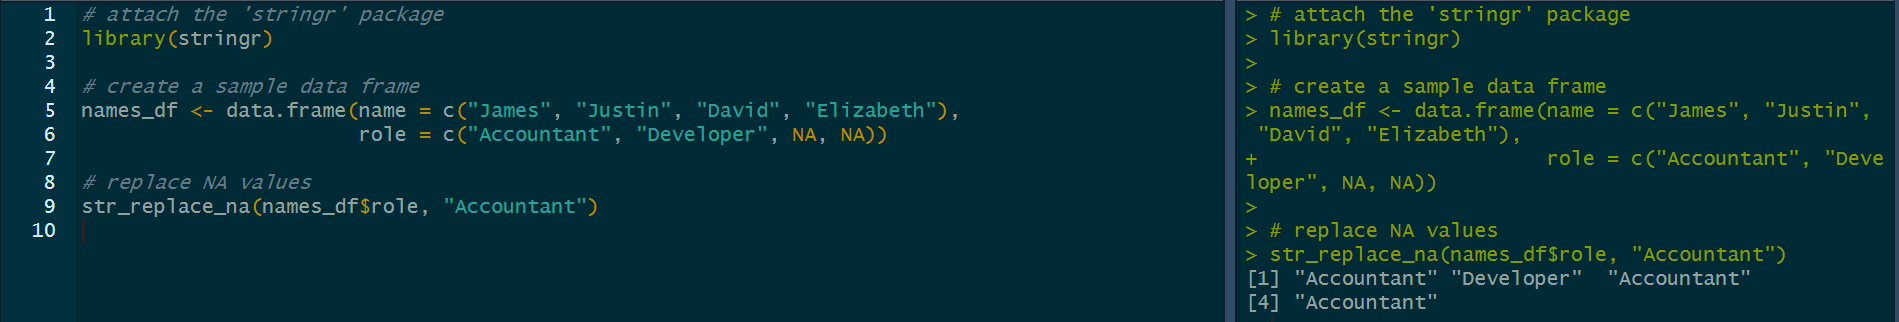 1 # attach the 'stringr' package
2 library(stringr)
3
4 # create a sample data frame
5 names_df <- data.frame(name = c("James", "Justin", "David", "Elizabeth"),
6                        role = c("Accountant", "Developer", NA, NA))
7
8 # replace NA values
9 str_replace_na(names_df$role, "Accountant")
10
> # attach the 'stringr' package
> library(stringr)
>
> # create a sample data frame
> names_df <- data.frame(name = c("James", "Justin",
 "David", "Elizabeth"),
+                        role = c("Accountant", "Deve
loper", NA, NA))
>
> # replace NA values
> str_replace_na(names_df$role, "Accountant")
[1] "Accountant" "Developer"  "Accountant"
[4] "Accountant"